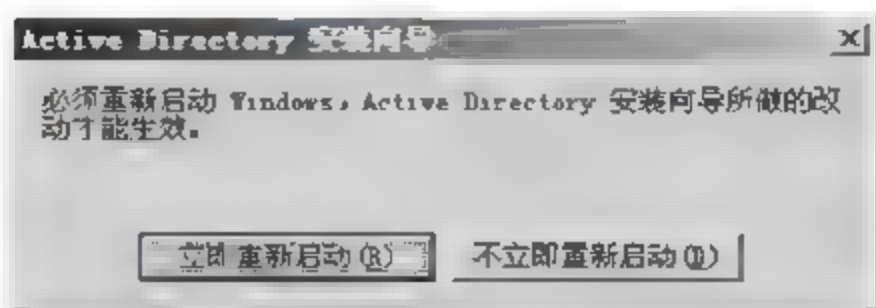 Active Directory 安装向导
必须重新启动 Windows，Active Directory 安装向导所做的改
动才能生效。
立即重新启动(R)
不立即重新启动(D)